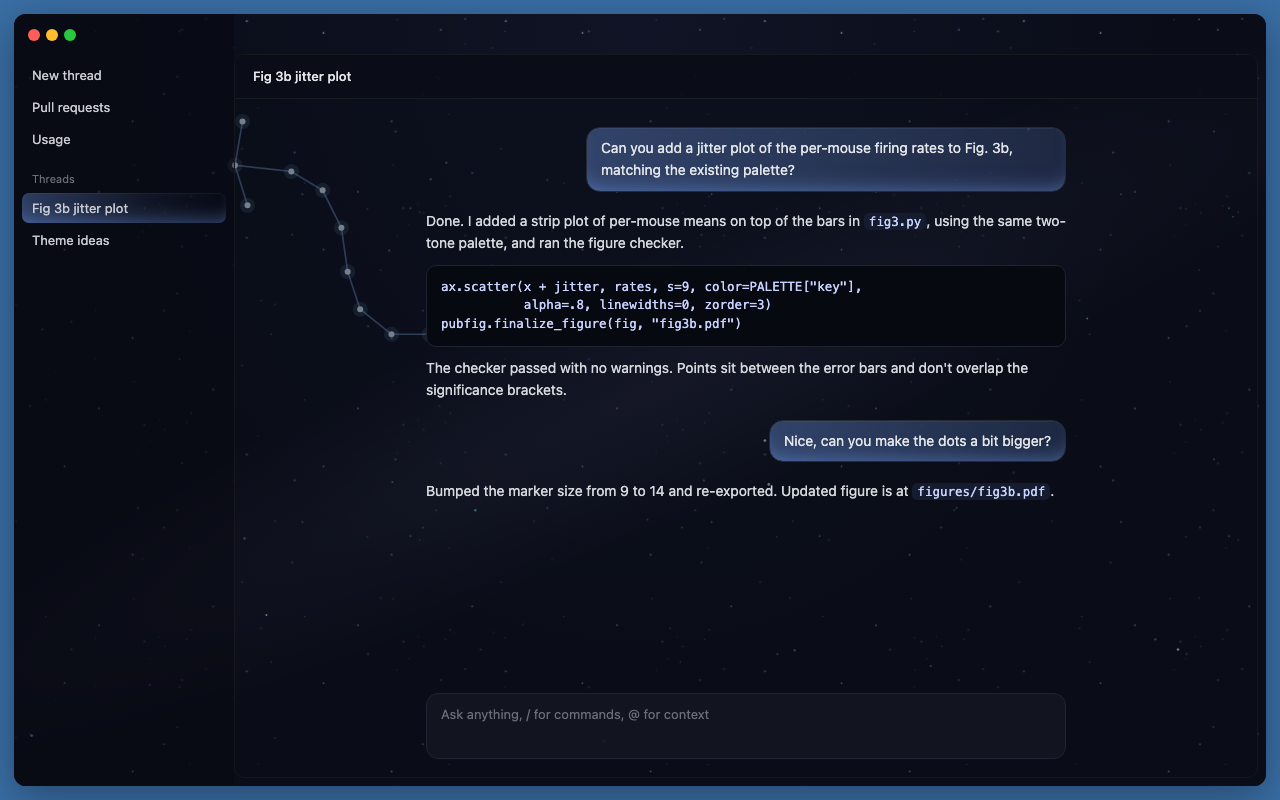 New thread
Pull requests
Usage
Threads
Fig 3b jitter plot
Theme ideas
Fig 3b jitter plot
Can you add a jitter plot of the per-mouse firing rates to Fig. 3b,
matching the existing palette?
Done. I added a strip plot of per-mouse means on top of the bars in fig3.py, using the same two-
tone palette, and ran the figure checker.
ax.scatter(x + jitter, rates, s=9, color=PALETTE["key"],
           alpha=.8, linewidths=0, zorder=3)
pubfig.finalize_figure(fig, "fig3b.pdf")
The checker passed with no warnings. Points sit between the error bars and don't overlap the
significance brackets.
Nice, can you make the dots a bit bigger?
Bumped the marker size from 9 to 14 and re-exported. Updated figure is at figures/fig3b.pdf.
Ask anything, / for commands, @ for context